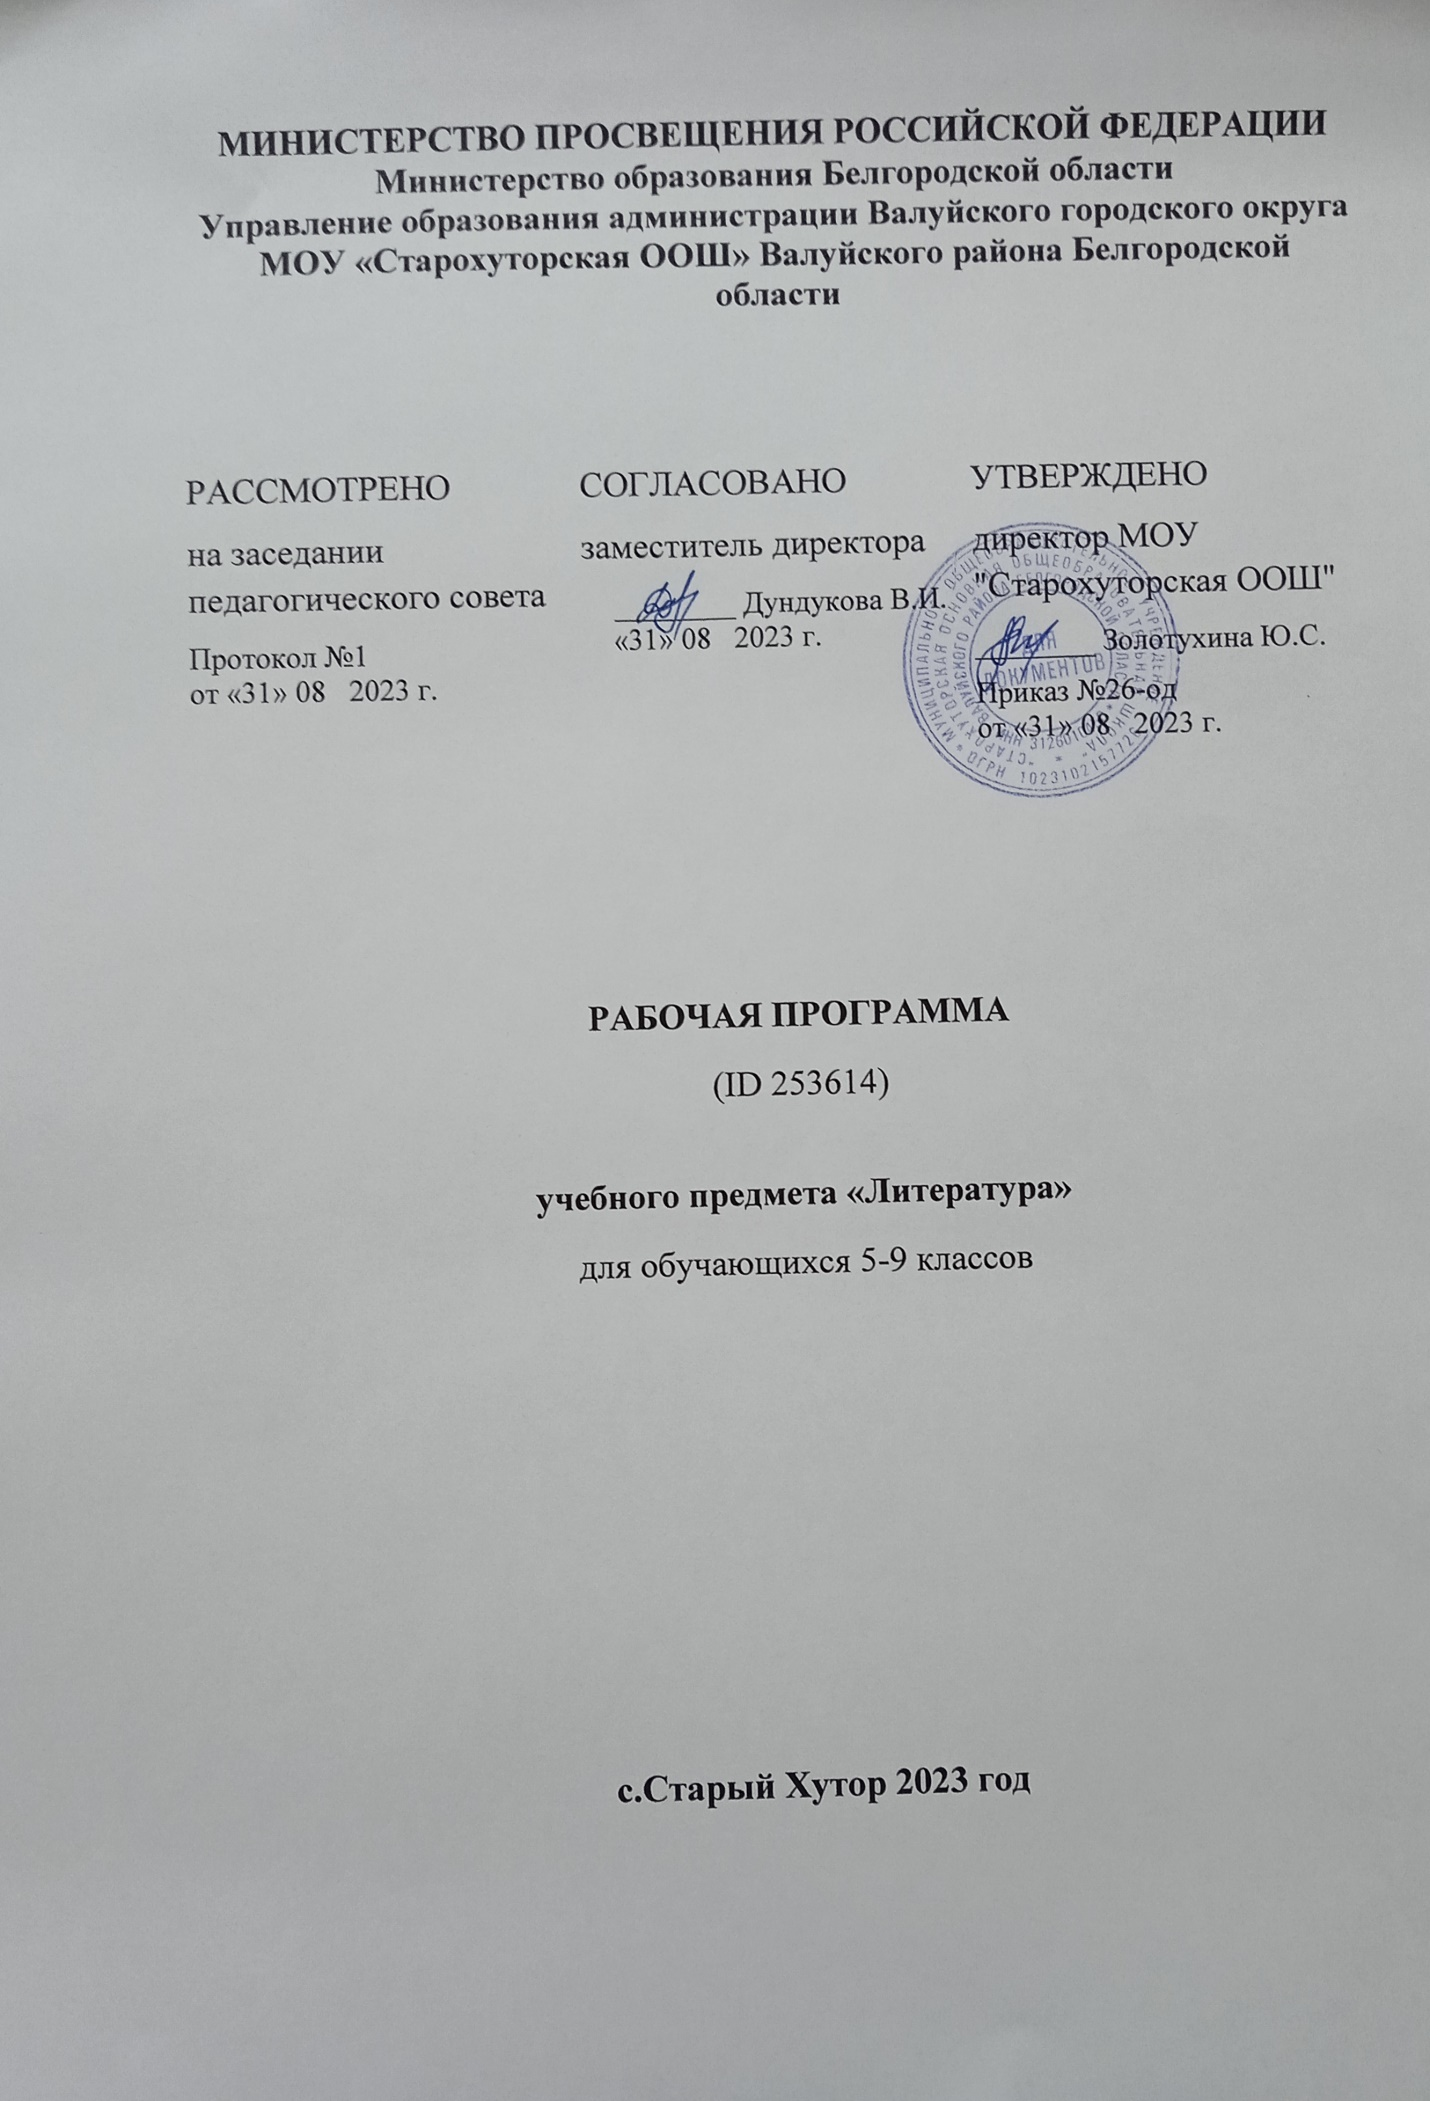 МИНИСТЕРСТВО ПРОСВЕЩЕНИЯ РОССИЙСКОЙ ФЕДЕРАЦИИ
Министерство образования Белгородской области
Управление образования администрации Валуйского городского округа
МОУ «Старохуторская ООШ» Валуйского района Белгородской
области
РАССМОТРЕНО
на заседании
педагогического совета
Протокол №1
от «31» 08 2023 г.
СОГЛАСОВАНО
заместитель директора
Дундукова В.И.
«31» 08 2023 г.
УТВЕРЖДЕНО
директор МОУ
"Старохуторская ООШ"
Золотухина Ю.С.
Приказ №26-од
от «31» 08 2023 г.
ДОКУМЕНТОВ
ОГРН
РАБОЧАЯ ПРОГРАММА
(ID 253614)
учебного предмета «Литература»
для обучающихся 5-9 классов
с.Старый Хутор 2023 год